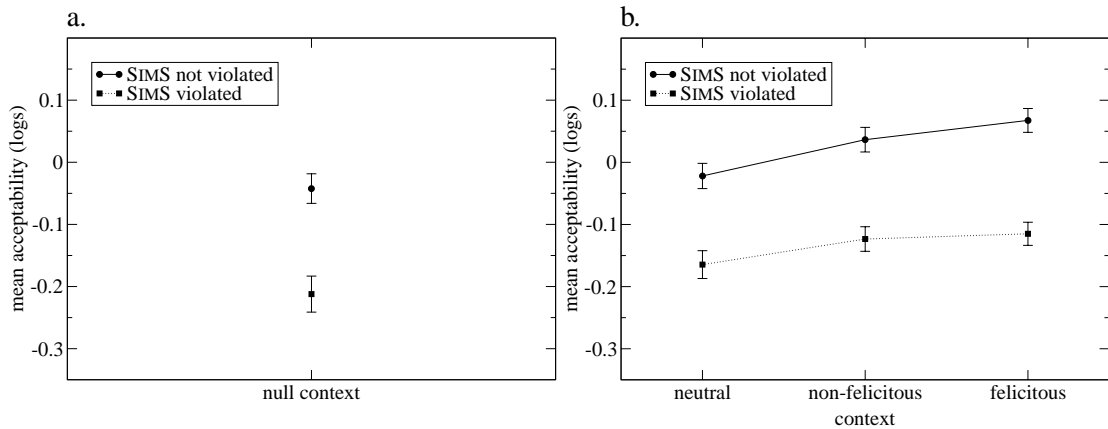 a.
SIMS not violated
SIMS violated
0.1
0
-0.1
-0.2
-0.3
mean acceptability (logs)
null context
b.
SIMS not violated
SIMS violated
0.1
0
-0.1
-0.2
-0.3
mean acceptability (logs)
neutral
non-felicitous
felicitous
context